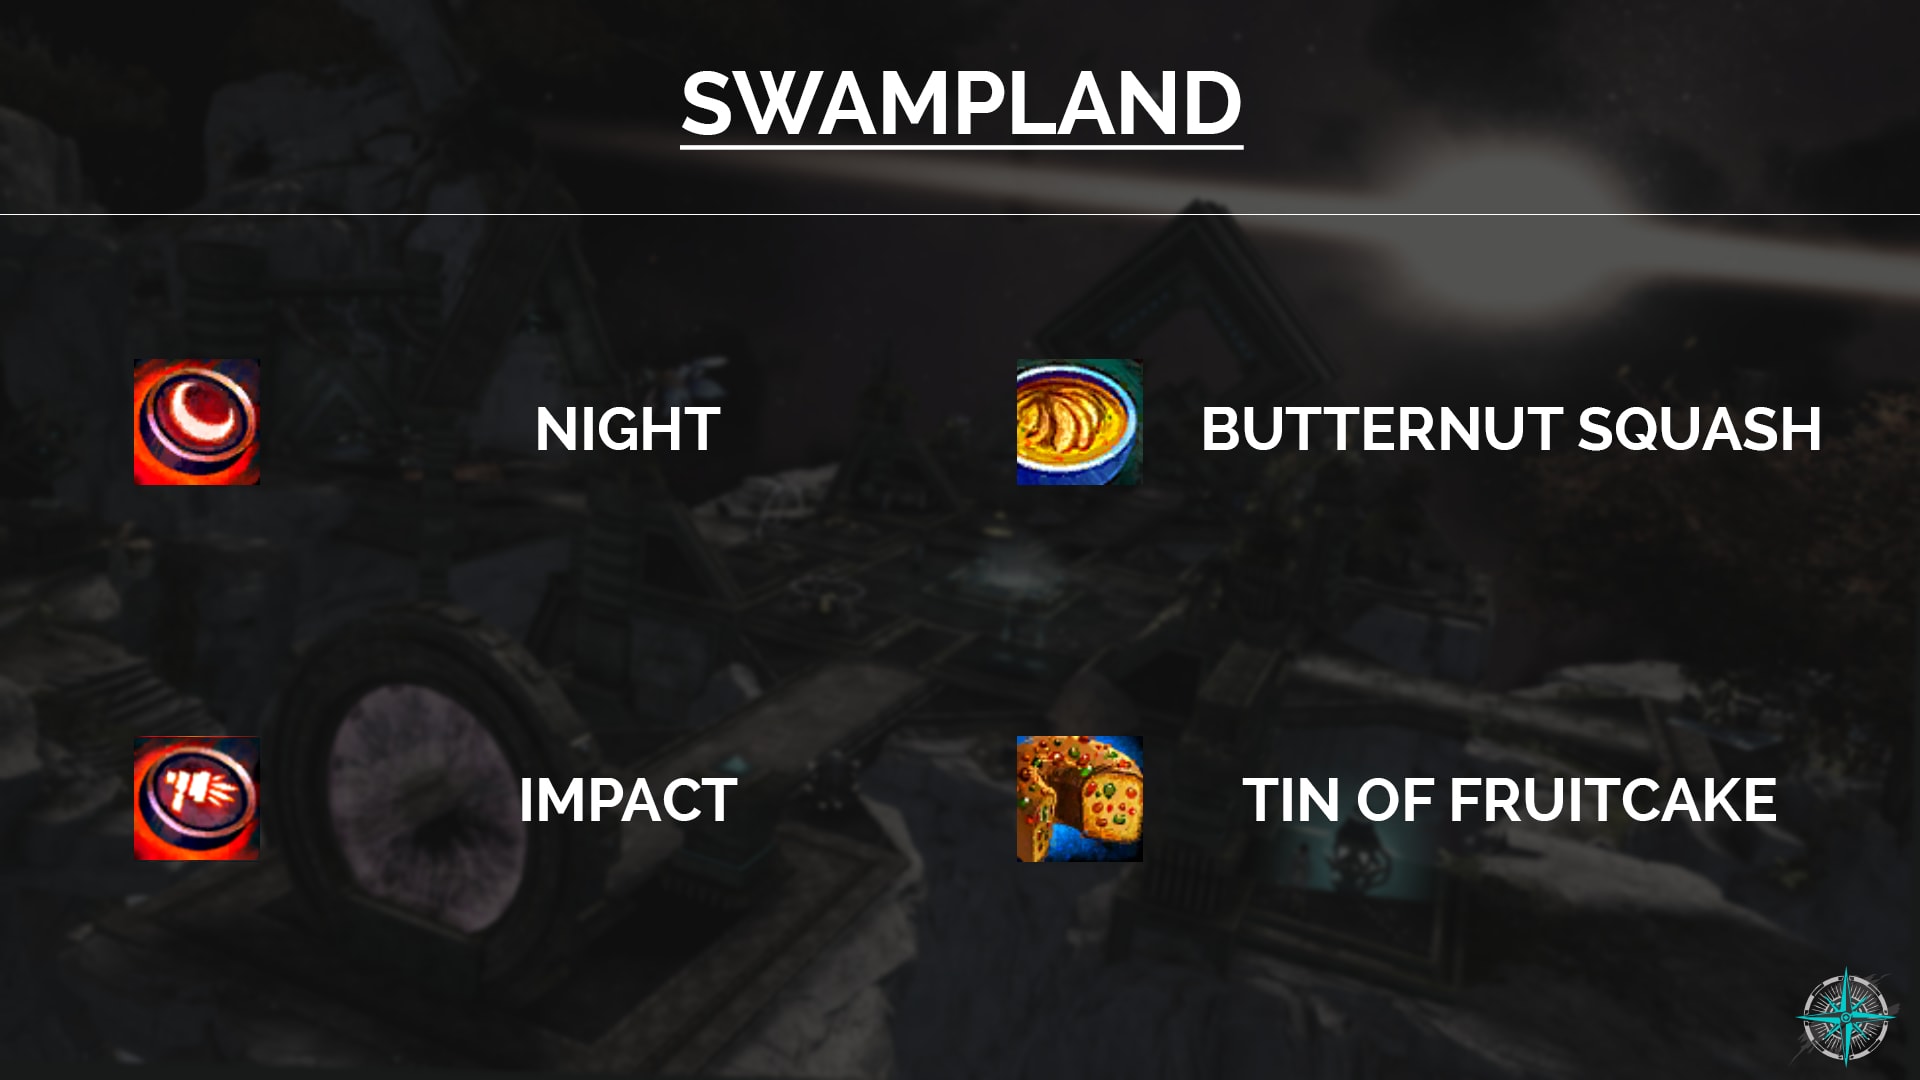 SWAMPLAND
NIGHT
BUTTERNUT SQUASH
IMPACT
TIN OF FRUITCAKE